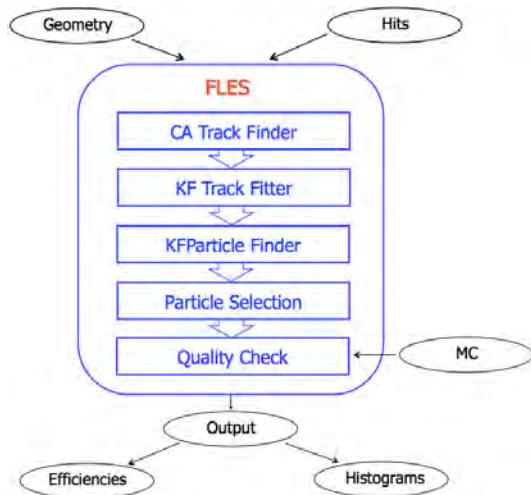 Geometry
Hits
FLES
CA Track Finder
KF Track Fitter
KFParticle Finder
Particle Selection
Quality Check
MC
Output
Efficiencies
Histograms